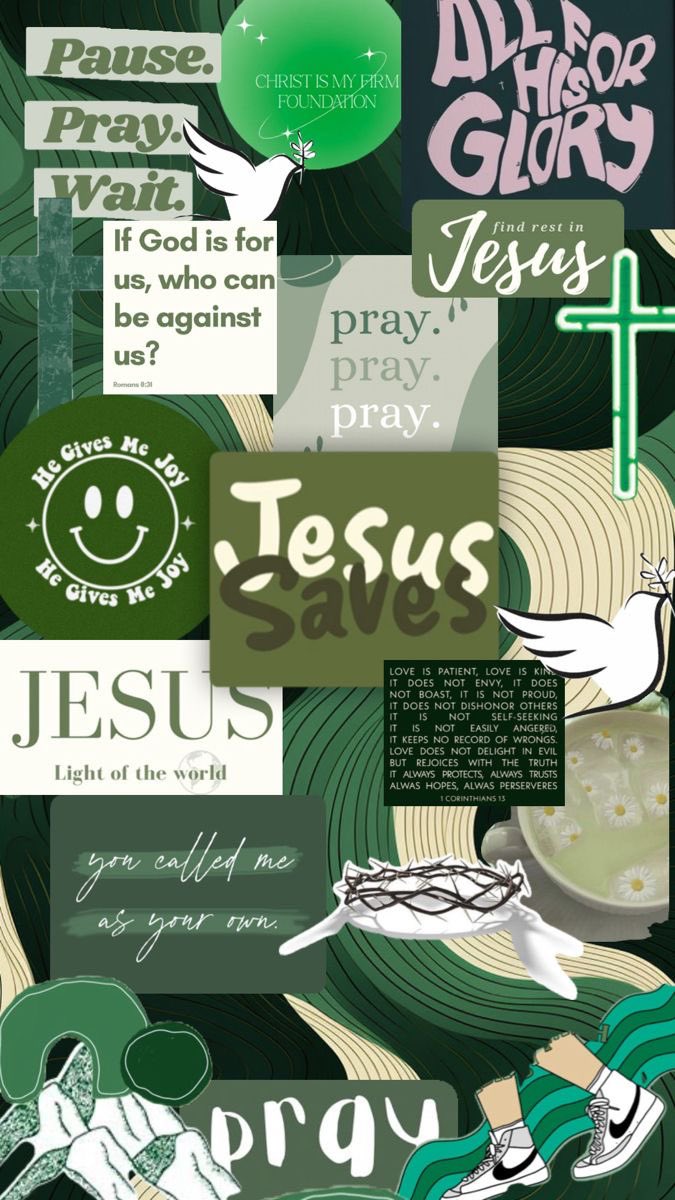 Pause.
Pray.
Wait.
CHRIST IS MY FIRM
FOUNDATION
ALL FOR
HIS
GLORY
find rest in
Jesus
If God is for
us, who can
be against
us?
Romans 8:31
pray.
pray.
pray.
He Gives Me Joy
He Gives Me Joy
Jesus
Saves
JESUS
Light of the world
LOVE IS PATIENT, LOVE IS KIND
IT DOES NOT ENVY, IT DOES
NOT BOAST, IT IS NOT PROUD,
IT DOES NOT DISHONOR OTHERS
IT IS NOT SELF-SEEKING
IT IS NOT EASILY ANGERED,
IT KEEPS NO RECORD OF WRONGS.
LOVE DOES NOT DELIGHT IN EVIL
BUT REJOICES WITH THE TRUTH
IT ALWAYS PROTECTS, ALWAYS TRUSTS
ALWAS HOPES, ALWAS PERSERVERES
1 CORINTHIANS 13
you called me
as your own.
pray